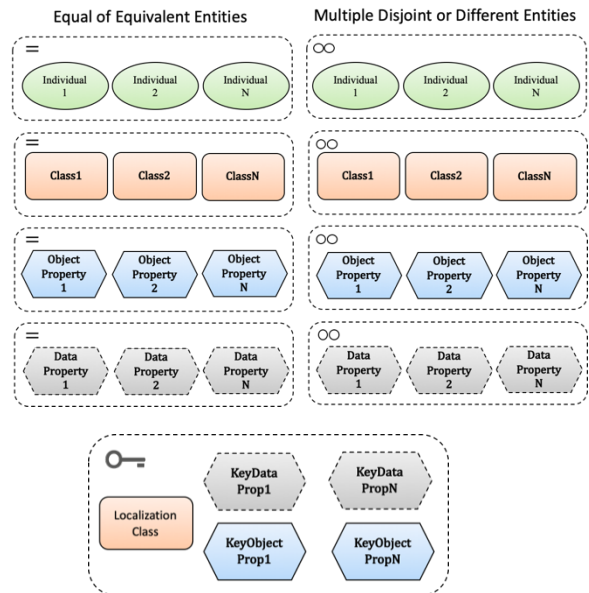 Equal of Equivalent Entities
Multiple Disjoint or Different Entities
=
Individual
1
Individual
2
Individual
N
Individual
1
Individual
2
Individual
N
=
Class1
Class2
ClassN
Class1
Class2
ClassN
=
Object
Property
1
Object
Property
2
Object
Property
N
Object
Property
1
Object
Property
2
Object
Property
N
=
Data
Property
1
Data
Property
2
Data
Property
N
Data
Property
1
Data
Property
2
Data
Property
N
KeyData
Prop1
KeyData
PropN
Localization
Class
KeyObject
Prop1
KeyObject
PropN